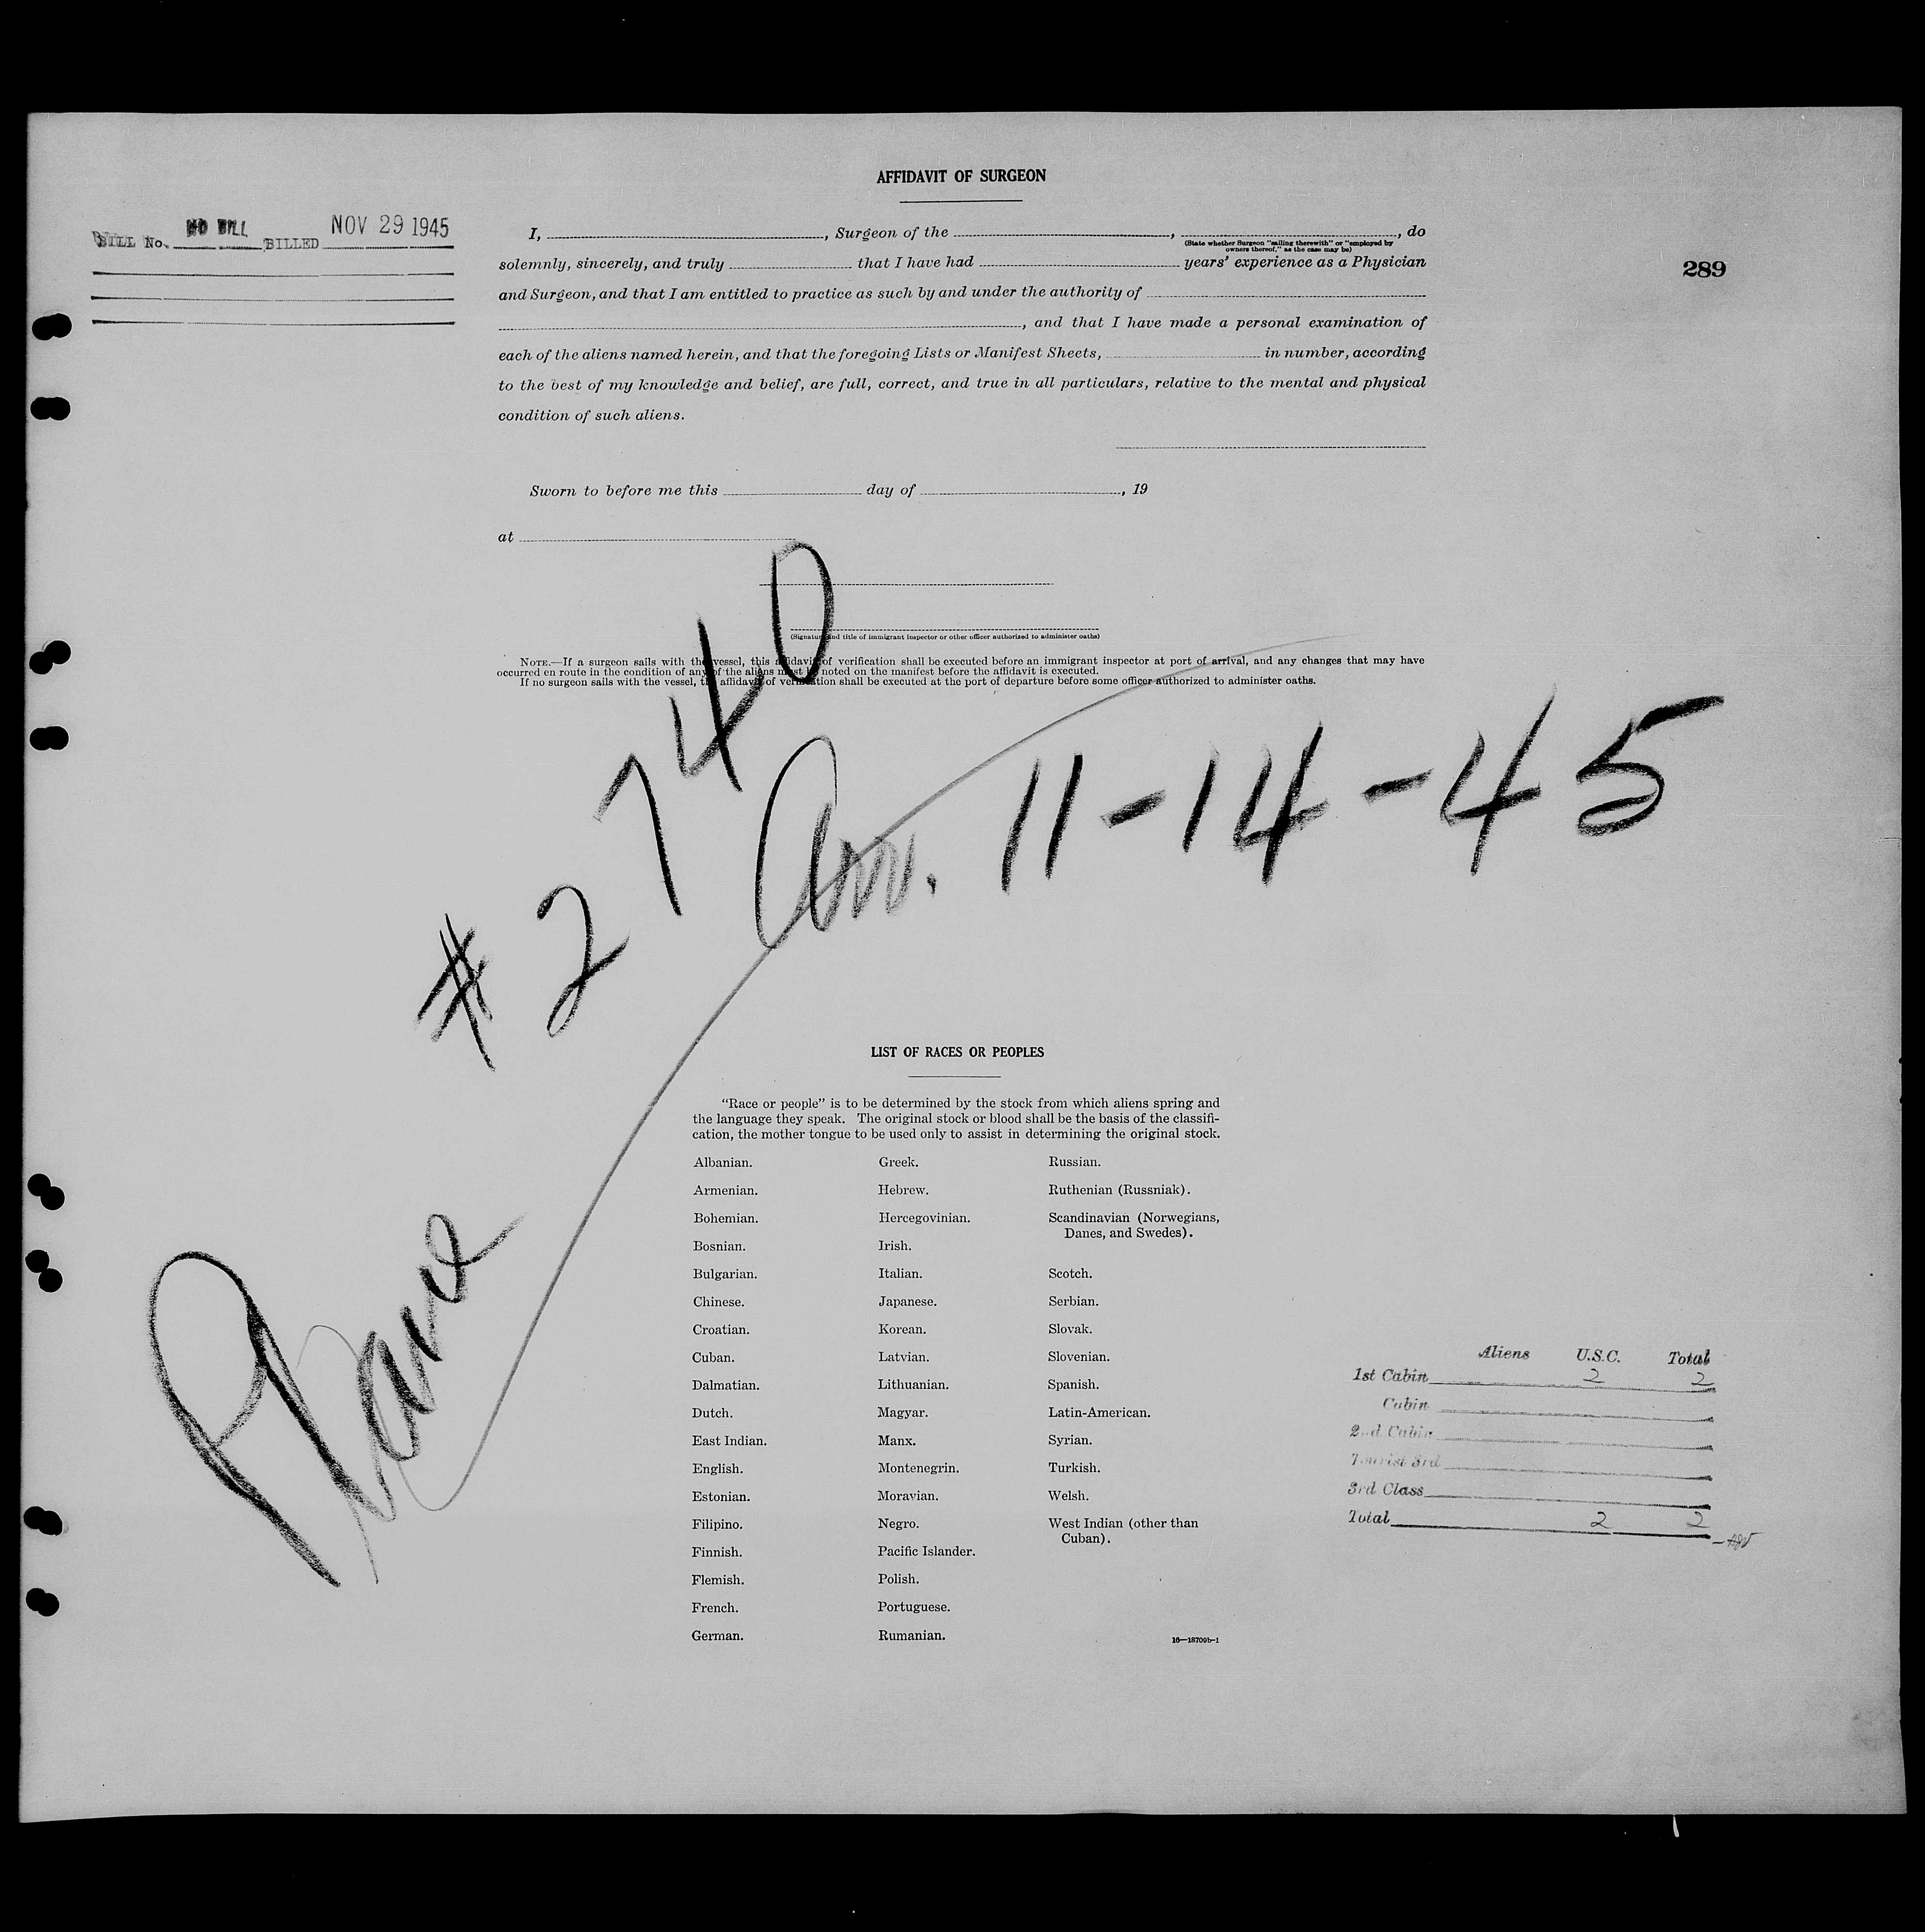 AFFIDAVIT OF SURGEON
BILL No. NO BILL BILLED NOV 29 1945
289
I, , Surgeon of the , , do
(State whether Surgeon "sailing therewith" or "employed by
owners thereof," as the case may be)
solemnly, sincerely, and truly that I have had years' experience as a Physician
and Surgeon, and that I am entitled to practice as such by and under the authority of
, and that I have made a personal examination of
each of the aliens named herein, and that the foregoing Lists or Manifest Sheets, in number, according
to the best of my knowledge and belief, are full, correct, and true in all particulars, relative to the mental and physical
condition of such aliens.
Sworn to before me this day of , 19
at
(Signature and title of immigrant inspector or other officer authorized to administer oaths)
NOTE.—If a surgeon sails with the vessel, this affidavit of verification shall be executed before an immigrant inspector at port of arrival, and any changes that may have
occurred en route in the condition of any of the aliens must be noted on the manifest before the affidavit is executed.
If no surgeon sails with the vessel, the affidavit of verification shall be executed at the port of departure before some officer authorized to administer oaths.
Plane # 2740
Arr. 11-14-45
LIST OF RACES OR PEOPLES
"Race or people" is to be determined by the stock from which aliens spring and
the language they speak. The original stock or blood shall be the basis of the classifi-
cation, the mother tongue to be used only to assist in determining the original stock.
Albanian.
Armenian.
Bohemian.
Bosnian.
Bulgarian.
Chinese.
Croatian.
Cuban.
Dalmatian.
Dutch.
East Indian.
English.
Estonian.
Filipino.
Finnish.
Flemish.
French.
German.
Greek.
Hebrew.
Hercegovinian.
Irish.
Italian.
Japanese.
Korean.
Latvian.
Lithuanian.
Magyar.
Manx.
Montenegrin.
Moravian.
Negro.
Pacific Islander.
Polish.
Portuguese.
Rumanian.
Russian.
Ruthenian (Russniak).
Scandinavian (Norwegians,
Danes, and Swedes).
Scotch.
Serbian.
Slovak.
Slovenian.
Spanish.
Latin-American.
Syrian.
Turkish.
Welsh.
West Indian (other than
Cuban).
16—18709b-1
Aliens U.S.C. Total
1st Cabin 2 2
Cabin
2nd Cabin
Tourist 3rd
3rd Class
Total 2 2